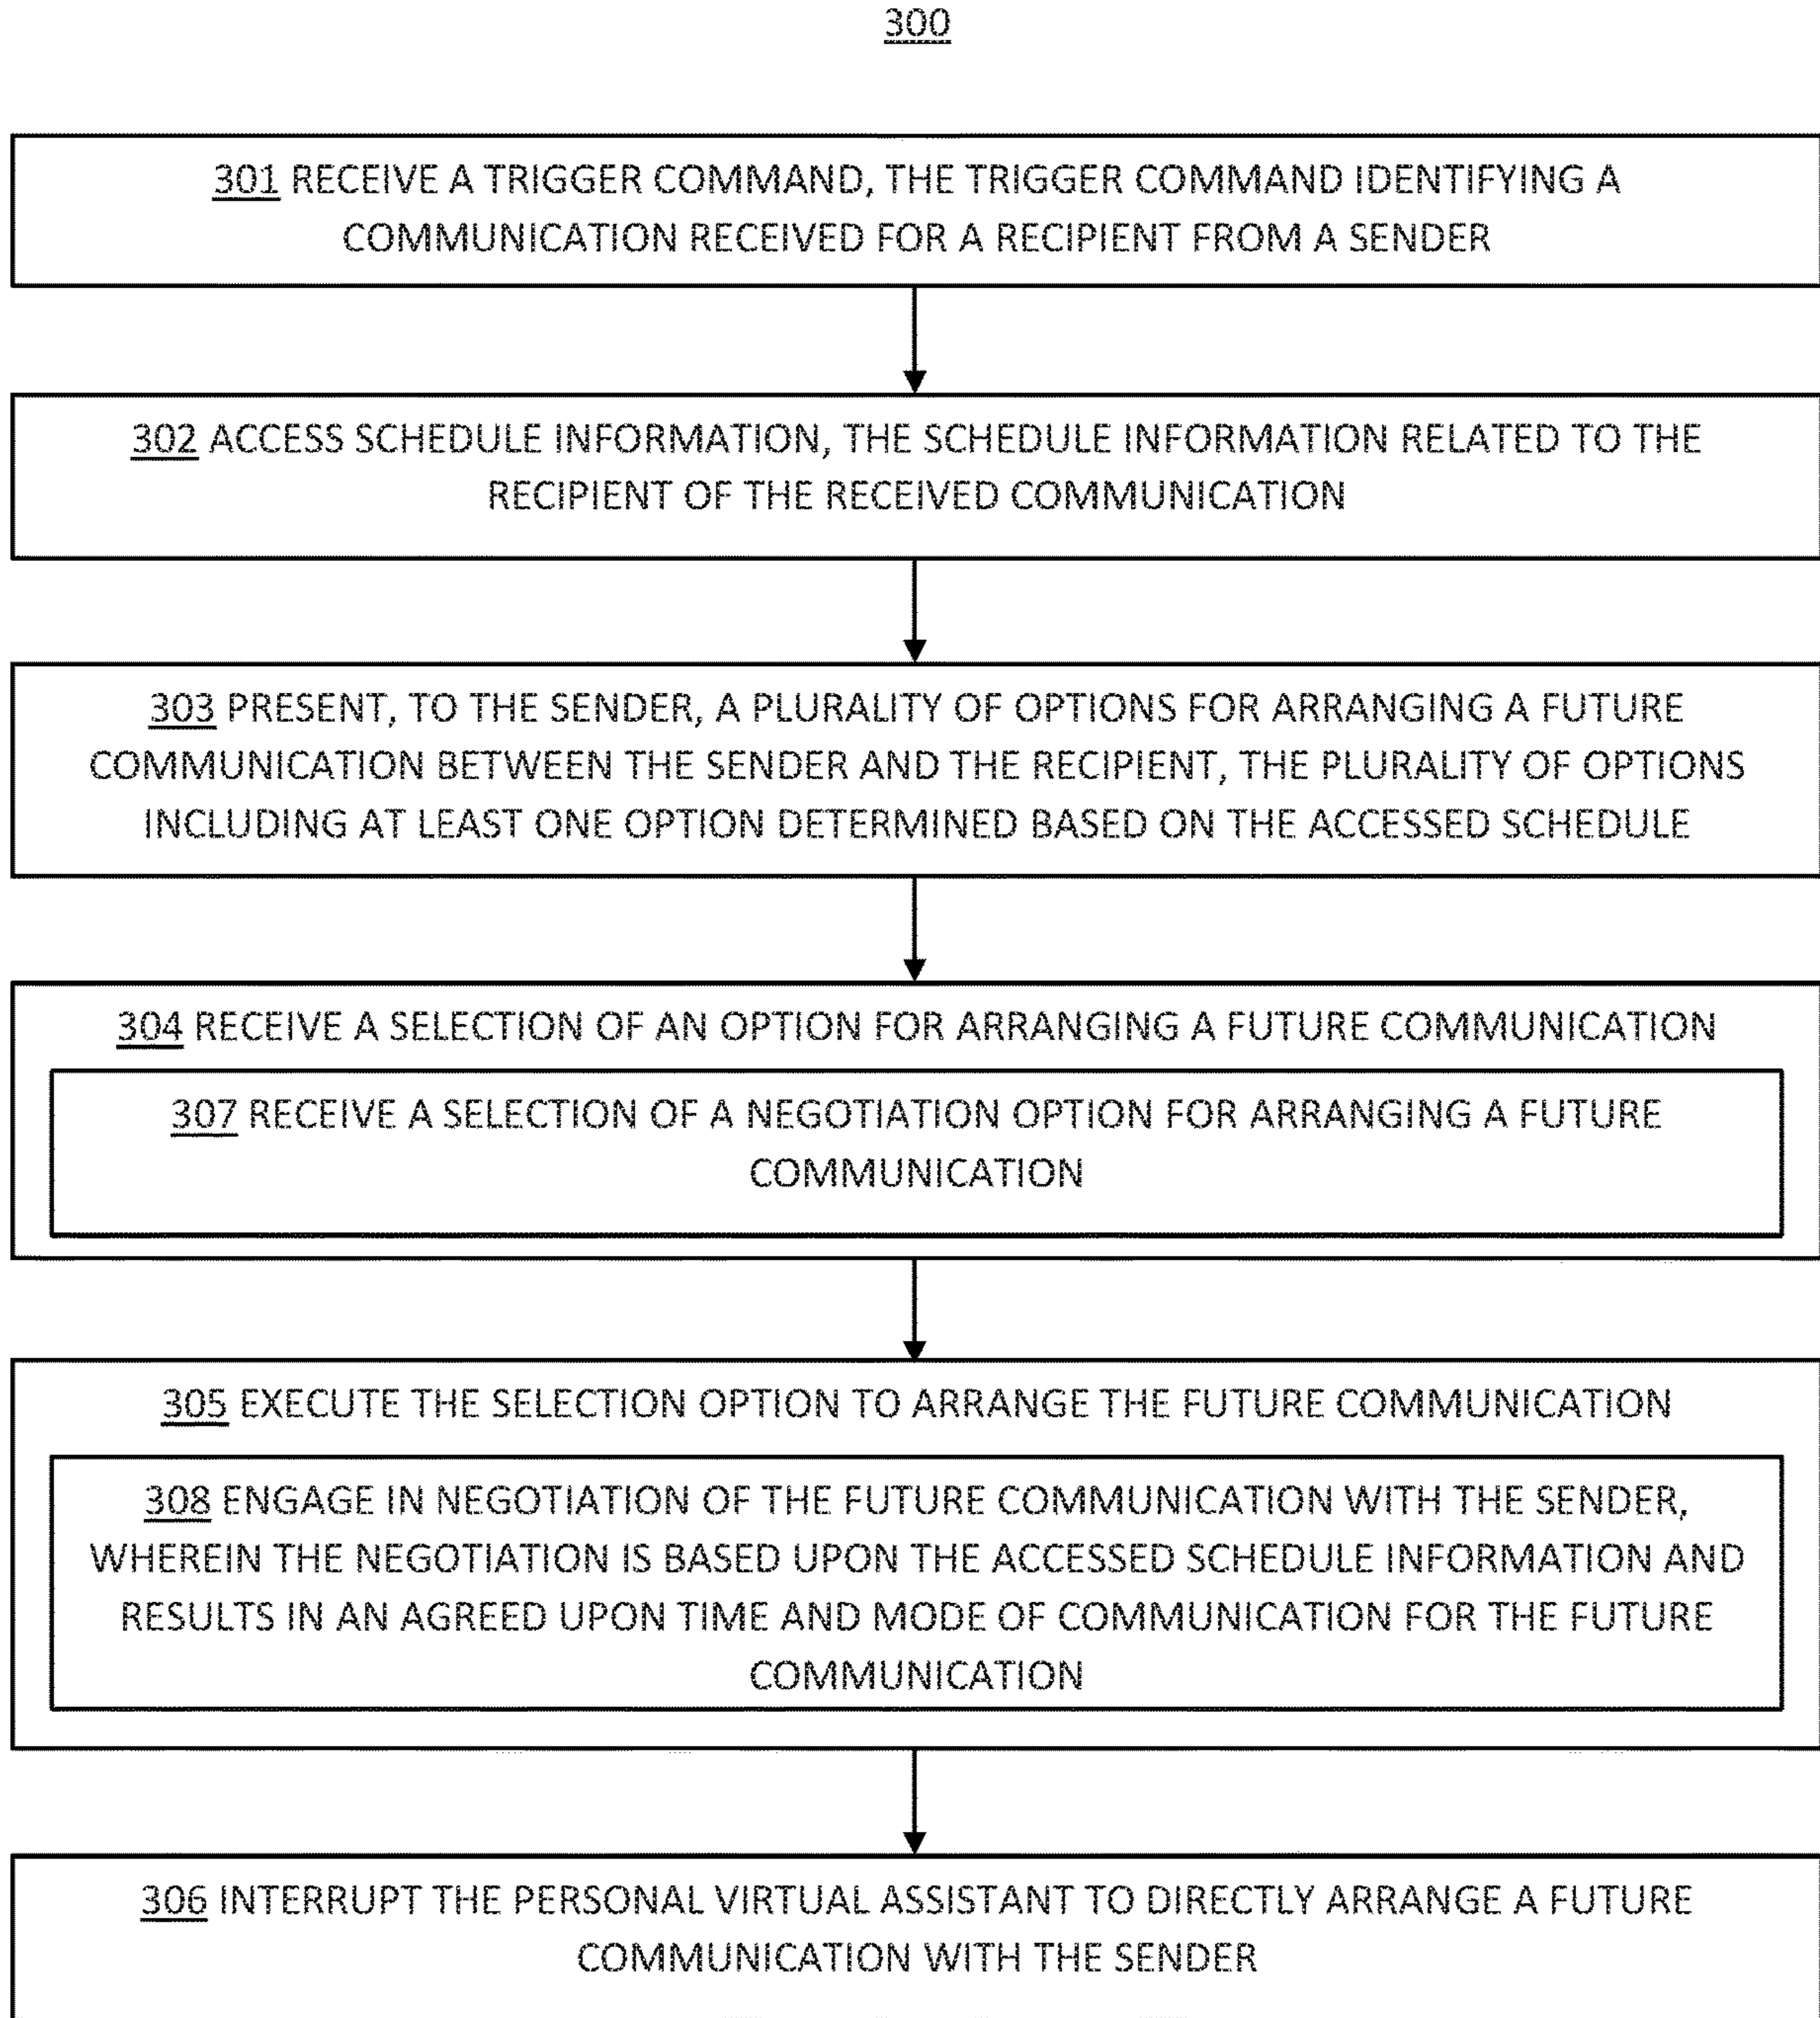 300
301 RECEIVE A TRIGGER COMMAND, THE TRIGGER COMMAND IDENTIFYING A
COMMUNICATION RECEIVED FOR A RECIPIENT FROM A SENDER
302 ACCESS SCHEDULE INFORMATION, THE SCHEDULE INFORMATION RELATED TO THE
RECIPIENT OF THE RECEIVED COMMUNICATION
303 PRESENT, TO THE SENDER, A PLURALITY OF OPTIONS FOR ARRANGING A FUTURE
COMMUNICATION BETWEEN THE SENDER AND THE RECIPIENT, THE PLURALITY OF OPTIONS
INCLUDING AT LEAST ONE OPTION DETERMINED BASED ON THE ACCESSED SCHEDULE
304 RECEIVE A SELECTION OF AN OPTION FOR ARRANGING A FUTURE COMMUNICATION
307 RECEIVE A SELECTION OF A NEGOTIATION OPTION FOR ARRANGING A FUTURE
COMMUNICATION
305 EXECUTE THE SELECTION OPTION TO ARRANGE THE FUTURE COMMUNICATION
308 ENGAGE IN NEGOTIATION OF THE FUTURE COMMUNICATION WITH THE SENDER,
WHEREIN THE NEGOTIATION IS BASED UPON THE ACCESSED SCHEDULE INFORMATION AND
RESULTS IN AN AGREED UPON TIME AND MODE OF COMMUNICATION FOR THE FUTURE
COMMUNICATION
306 INTERRUPT THE PERSONAL VIRTUAL ASSISTANT TO DIRECTLY ARRANGE A FUTURE
COMMUNICATION WITH THE SENDER